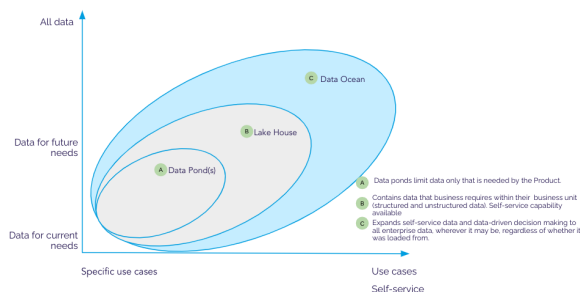 All data
C Data Ocean
B Lake House
Data for future
needs
A Data Pond(s)
A Data ponds limit data only that is needed by the Product.
B Contains data that business requires within their business unit
(structured and unstructured data). Self-service capability
available
C Expands self-service data and data-driven decision making to
all enterprise data, wherever it may be, regardless of whether it
was loaded from.
Data for current
needs
Specific use cases
Use cases
Self-service